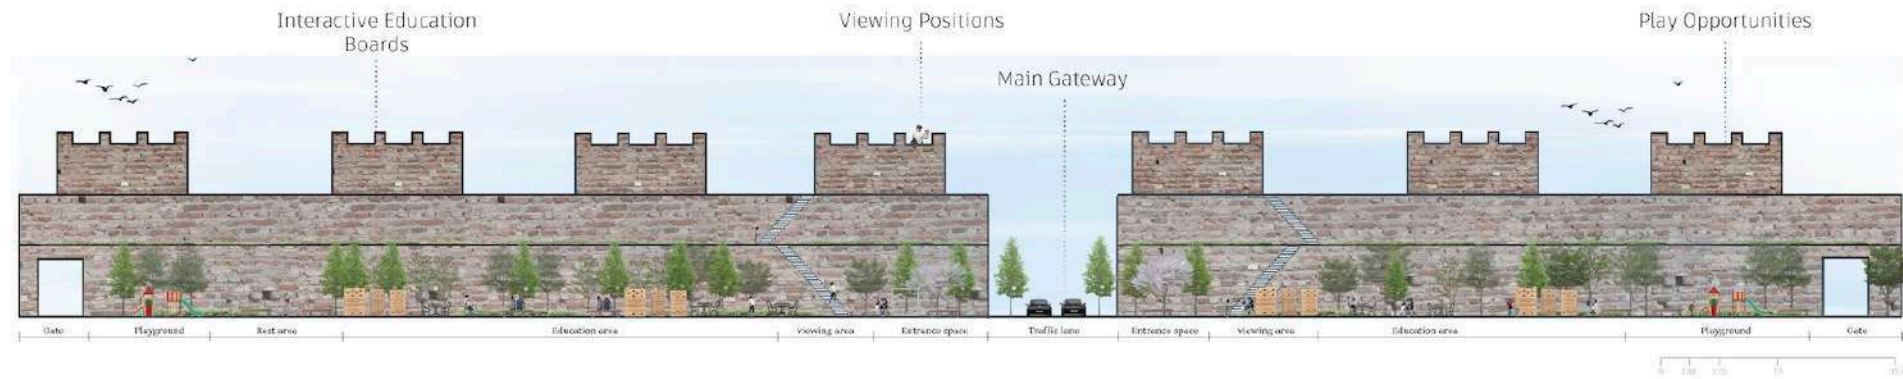 Interactive Education
Boards
Viewing Positions
Main Gateway
Play Opportunities
Gate
Playground
Rest area
Education area
Viewing area
Entrance space
Traffic lane
Entrance space
Viewing area
Education area
Playground
Gate